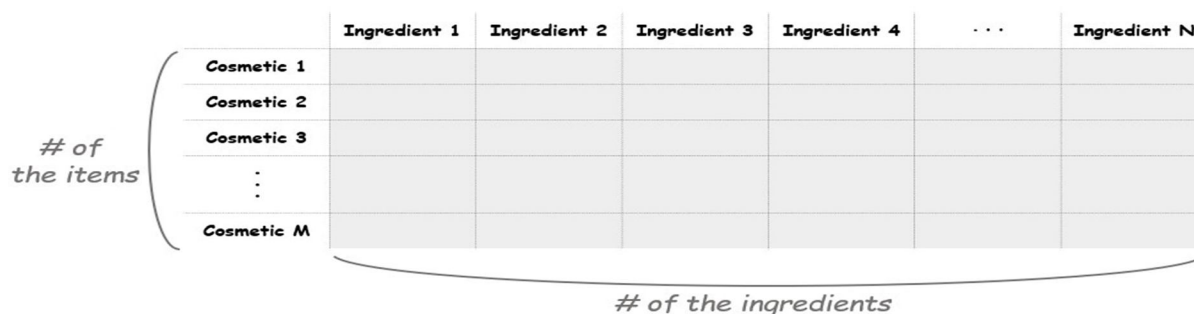 Ingredient 1 Ingredient 2 Ingredient 3 Ingredient 4 ... Ingredient N
Cosmetic 1
Cosmetic 2
Cosmetic 3
⋮
Cosmetic M
# of
the items
# of the ingredients